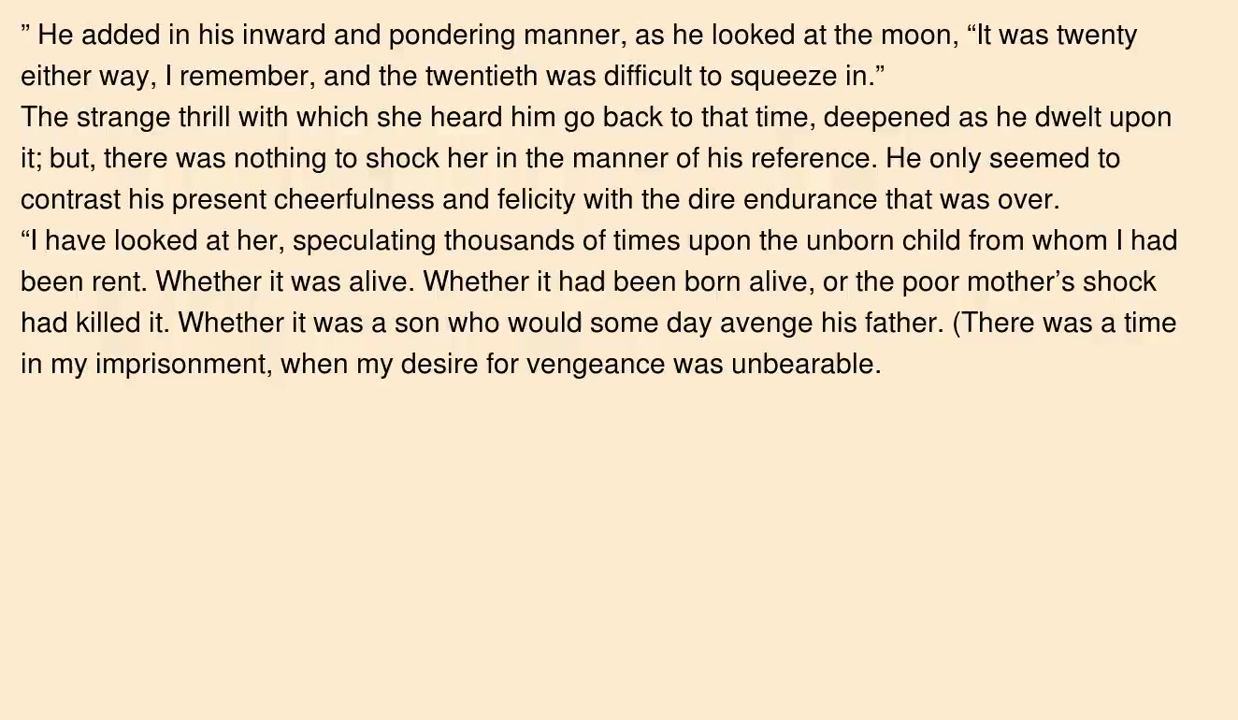 ” He added in his inward and pondering manner, as he looked at the moon, “It was twenty
either way, I remember, and the twentieth was difficult to squeeze in.”
The strange thrill with which she heard him go back to that time, deepened as he dwelt upon
it; but, there was nothing to shock her in the manner of his reference. He only seemed to
contrast his present cheerfulness and felicity with the dire endurance that was over.
“I have looked at her, speculating thousands of times upon the unborn child from whom I had
been rent. Whether it was alive. Whether it had been born alive, or the poor mother’s shock
had killed it. Whether it was a son who would some day avenge his father. (There was a time
in my imprisonment, when my desire for vengeance was unbearable.